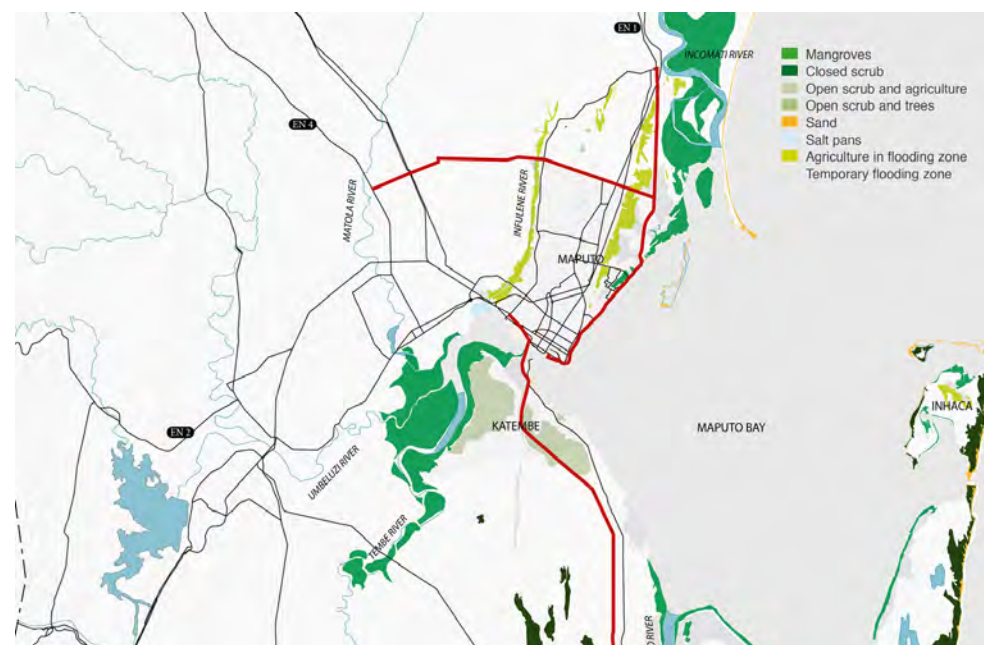 EN 1
INCOMATI RIVER
Mangroves
Closed scrub
Open scrub and agriculture
Open scrub and trees
Sand
Salt pans
Agriculture in flooding zone
Temporary flooding zone
EN 4
MATOLA RIVER
INFULENE RIVER
MAPUTO
INHACA
KATEMBE
MAPUTO BAY
EN 2
UMBELUZI RIVER
TEMBE RIVER
RIVER